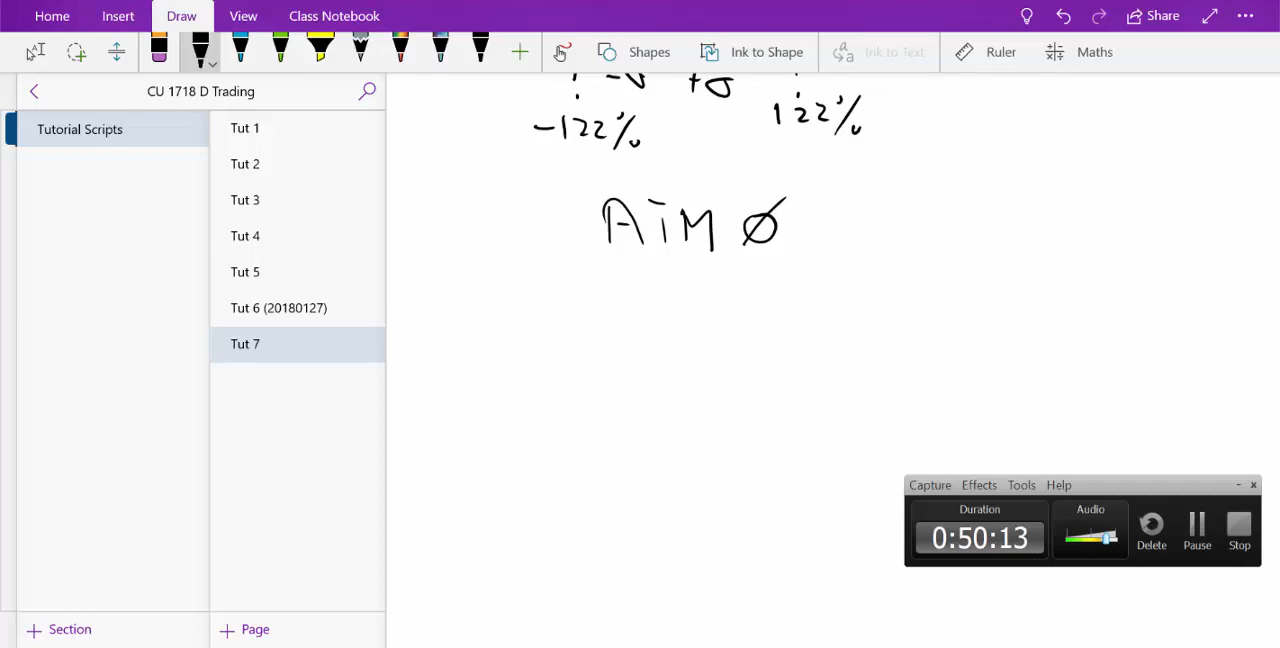 Home Insert Draw View Class Notebook Share
Shapes Ink to Shape Ink to Text Ruler Maths
CU 1718 D Trading
Tutorial Scripts
Tut 1
Tut 2
Tut 3
Tut 4
Tut 5
Tut 6 (20180127)
Tut 7
-122% 122%
AiM Ø
Capture Effects Tools Help
Duration Audio
0:50:13
Delete Pause Stop
+ Section + Page